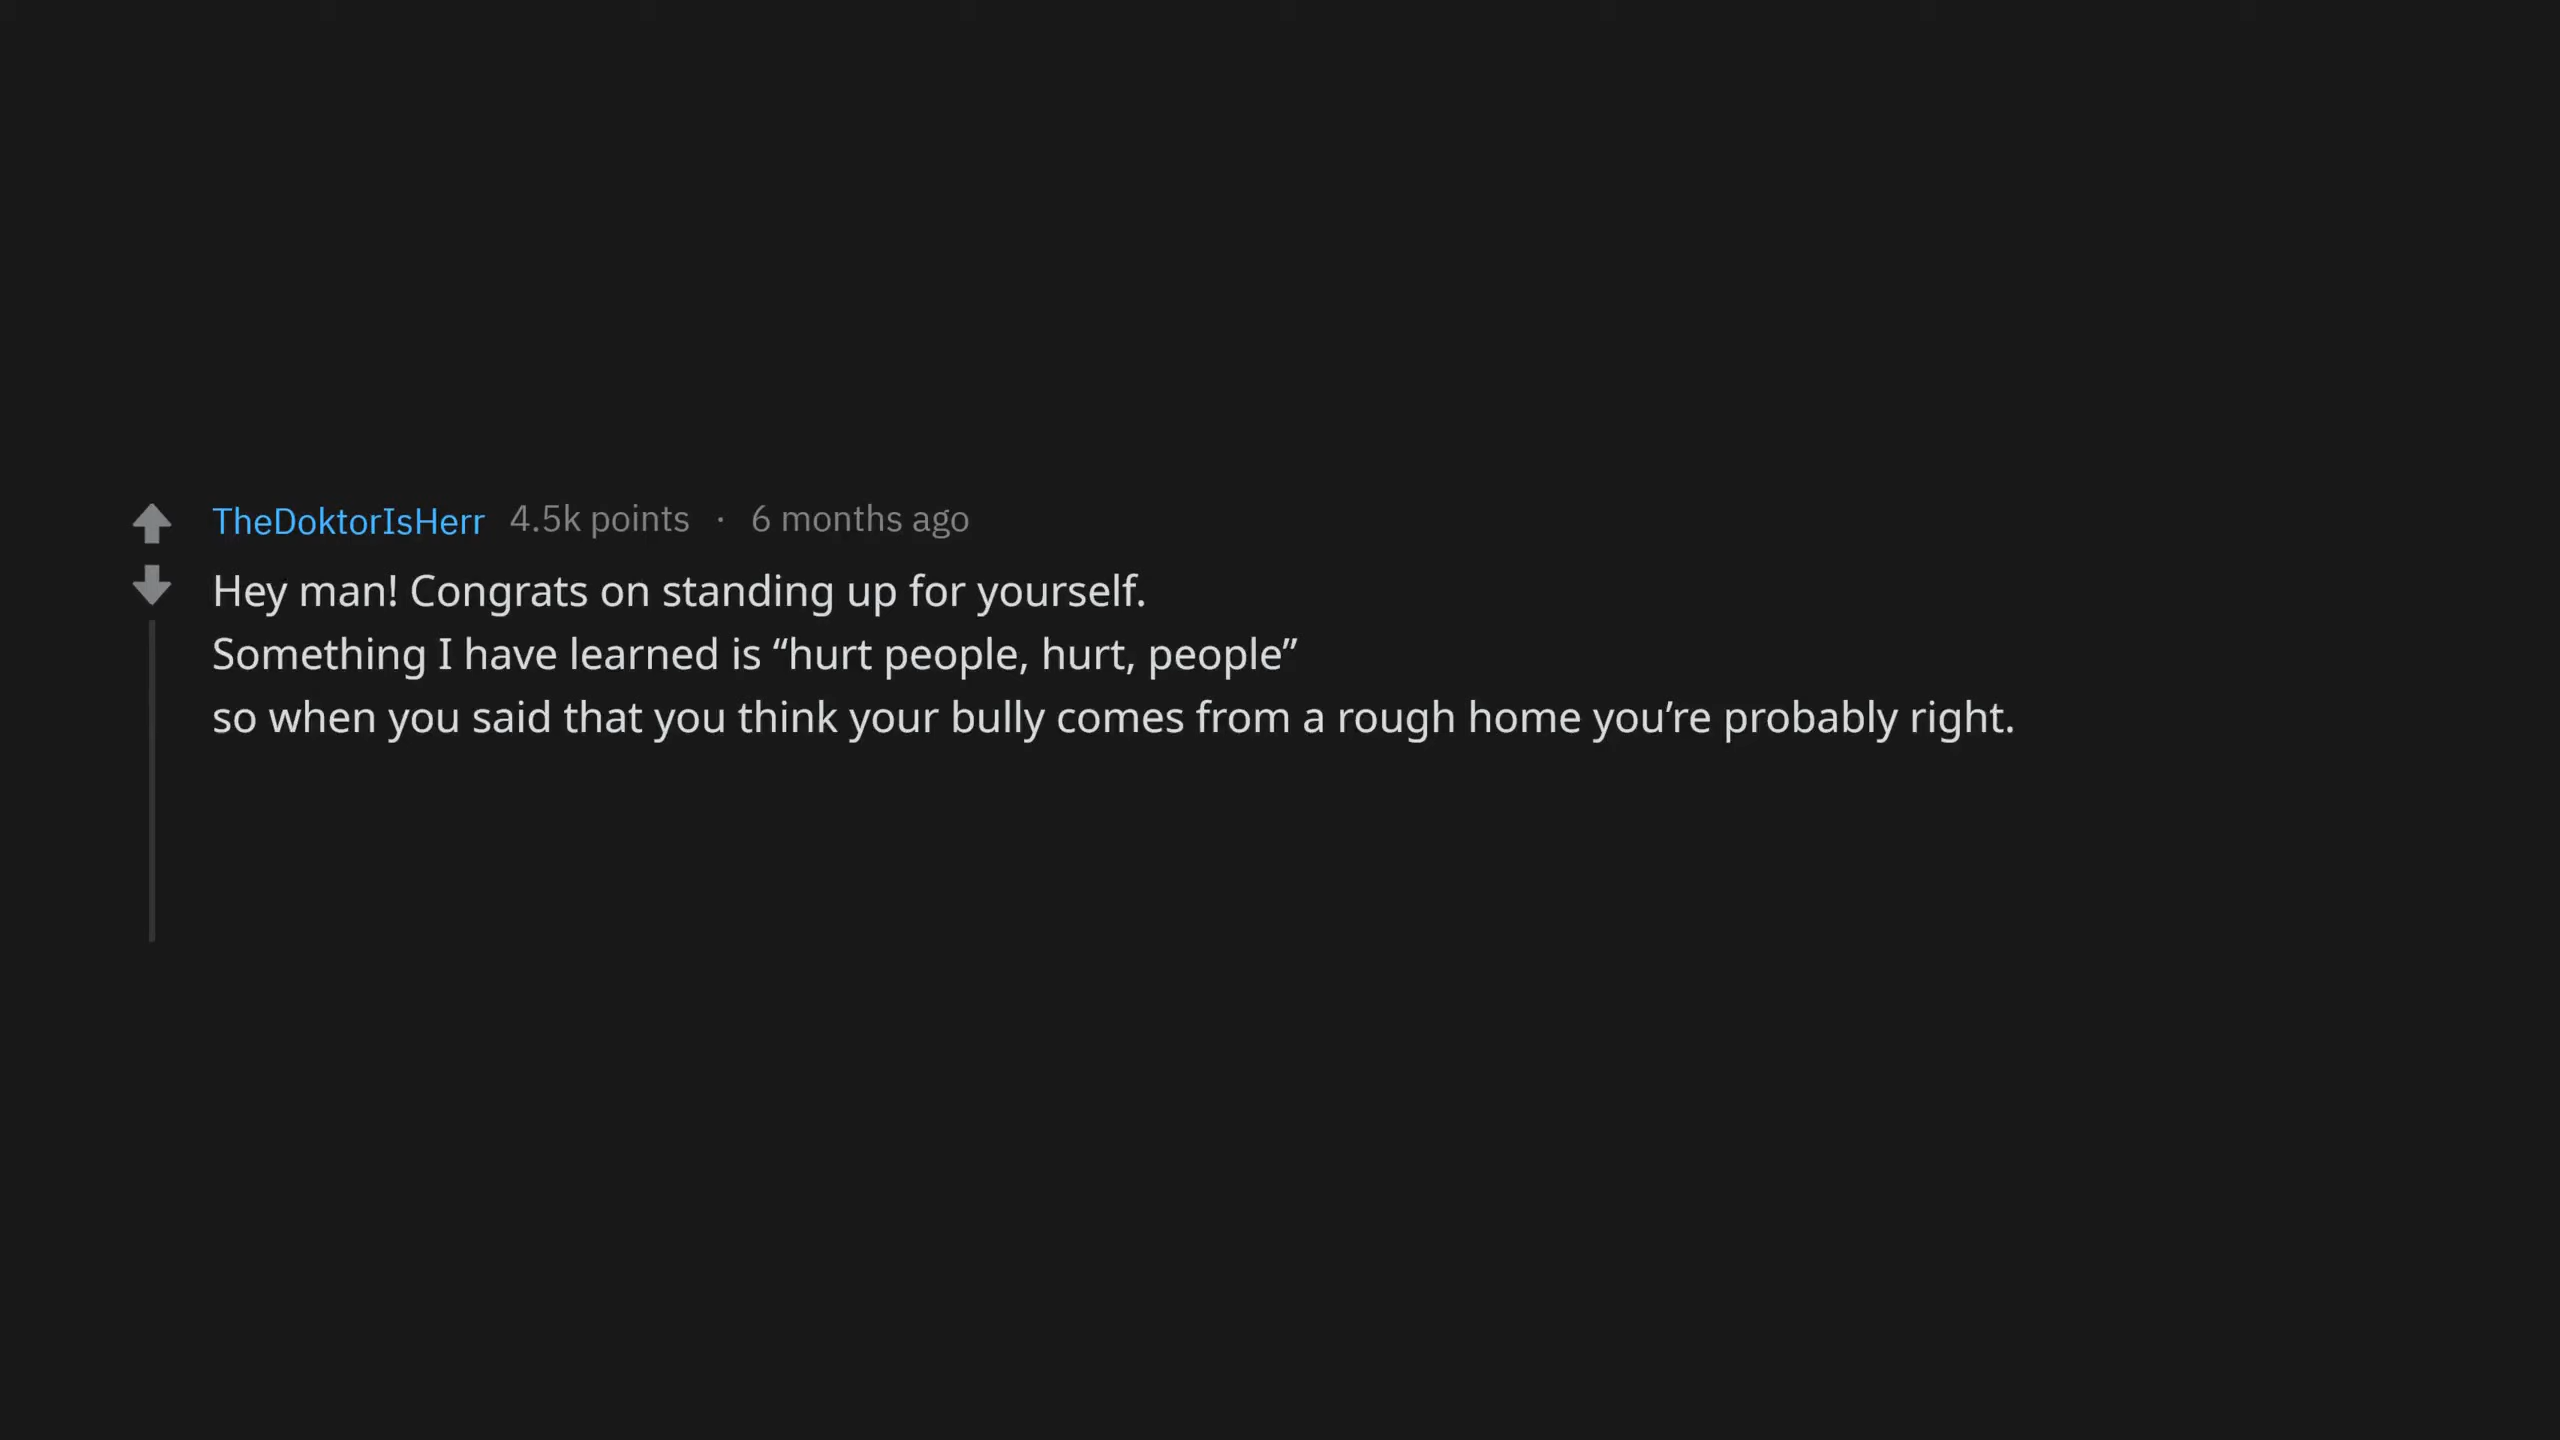 TheDoktorIsHerr 4.5k points · 6 months ago
Hey man! Congrats on standing up for yourself.
Something I have learned is “hurt people, hurt, people”
so when you said that you think your bully comes from a rough home you’re probably right.